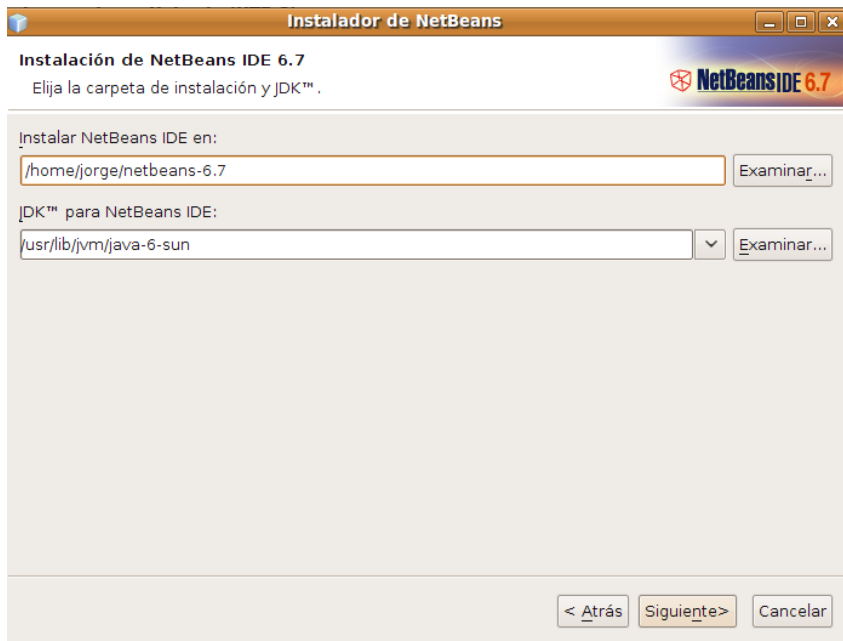 Instalador de NetBeans
Instalación de NetBeans IDE 6.7
Elija la carpeta de instalación y JDK™ .
NetBeans IDE 6.7
Instalar NetBeans IDE en:
/home/jorge/netbeans-6.7
Examinar...
JDK™ para NetBeans IDE:
/usr/lib/jvm/java-6-sun
Examinar...
< Atrás
Siguiente>
Cancelar